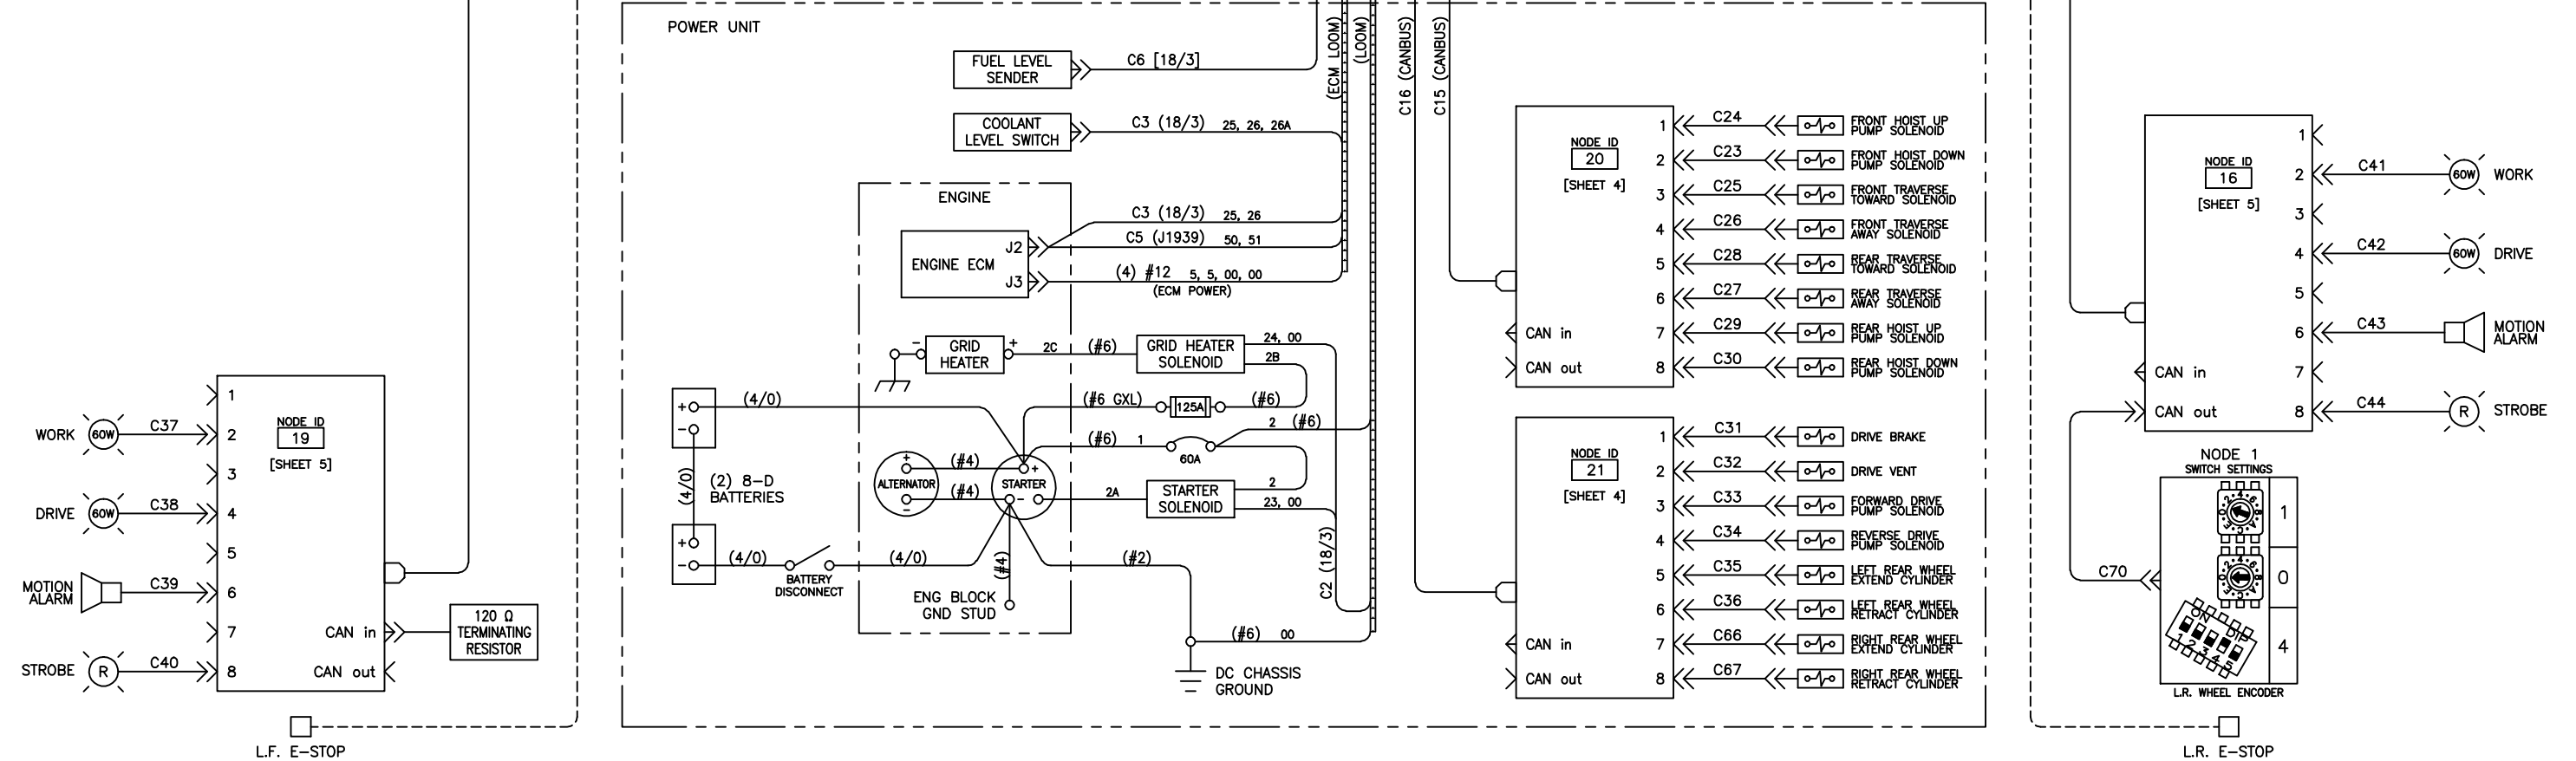 POWER UNIT
FUEL LEVEL
SENDER
C6 [18/3]
COOLANT
LEVEL SWITCH
C3 (18/3) 25, 26, 26A
(ECM LOOM)
(LOOM)
C16 (CANBUS)
C15 (CANBUS)
ENGINE
ENGINE ECM
J2
J3
C3 (18/3) 25, 26
C5 (J1939) 50, 51
(4) #12 5, 5, 00, 00
(ECM POWER)
- GRID
HEATER +
2C (#6)
GRID HEATER
SOLENOID
24, 00
2B
(#6 GXL)
125A
(#6)
2 (#6)
(#6) 1
60A
+
-
(4/0)
(4/0)
(2) 8-D
BATTERIES
+
-
(4/0)
BATTERY
DISCONNECT
(4/0)
+
ALTERNATOR
-
(#4)
(#4)
+
STARTER
-
2A
STARTER
SOLENOID
2
23, 00
(#4)
ENG BLOCK
GND STUD
(#2)
C2 (18/3)
(#6) 00
DC CHASSIS
GROUND
NODE ID
19
[SHEET 5]
1
2
3
4
5
6
7
8
WORK 60W C37
DRIVE 60W C38
MOTION
ALARM
C39
STROBE R C40
CAN in
CAN out
120 Ω
TERMINATING
RESISTOR
L.F. E-STOP
NODE ID
20
[SHEET 4]
CAN in
CAN out
1 C24 FRONT HOIST UP
PUMP SOLENOID
2 C23 FRONT HOIST DOWN
PUMP SOLENOID
3 C25 FRONT TRAVERSE
TOWARD SOLENOID
4 C26 FRONT TRAVERSE
AWAY SOLENOID
5 C28 REAR TRAVERSE
TOWARD SOLENOID
6 C27 REAR TRAVERSE
AWAY SOLENOID
7 C29 REAR HOIST UP
PUMP SOLENOID
8 C30 REAR HOIST DOWN
PUMP SOLENOID
NODE ID
21
[SHEET 4]
CAN in
CAN out
1 C31 DRIVE BRAKE
2 C32 DRIVE VENT
3 C33 FORWARD DRIVE
PUMP SOLENOID
4 C34 REVERSE DRIVE
PUMP SOLENOID
5 C35 LEFT REAR WHEEL
EXTEND CYLINDER
6 C36 LEFT REAR WHEEL
RETRACT CYLINDER
7 C66 RIGHT REAR WHEEL
EXTEND CYLINDER
8 C67 RIGHT REAR WHEEL
RETRACT CYLINDER
NODE ID
16
[SHEET 5]
CAN in
CAN out
1
2 C41 60W WORK
3
4 C42 60W DRIVE
5
6 C43 MOTION
ALARM
7
8 C44 R STROBE
NODE 1
SWITCH SETTINGS
1
0
4
ON DIP
1 2 3 4 5
C70
L.R. WHEEL ENCODER
L.R. E-STOP